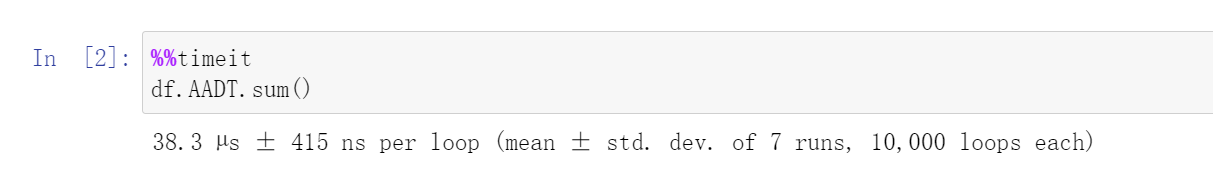 In [2]: %%timeit
df.AADT.sum()
38.3 µs ± 415 ns per loop (mean ± std. dev. of 7 runs, 10,000 loops each)